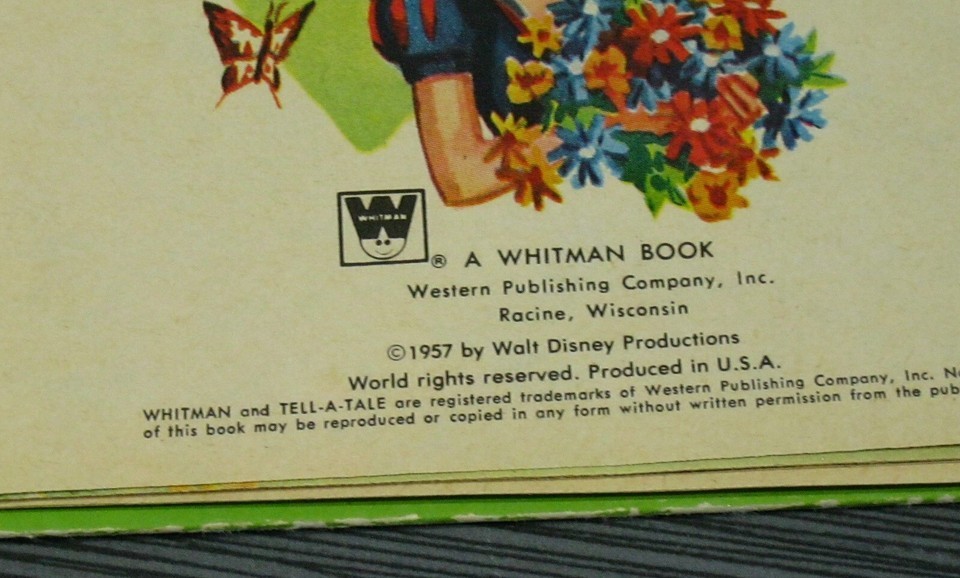 WHITMAN
® A WHITMAN BOOK
Western Publishing Company, Inc.
Racine, Wisconsin
©1957 by Walt Disney Productions
World rights reserved. Produced in U.S.A.
WHITMAN and TELL-A-TALE are registered trademarks of Western Publishing Company, Inc.
of this book may be reproduced or copied in any form without written permission from the